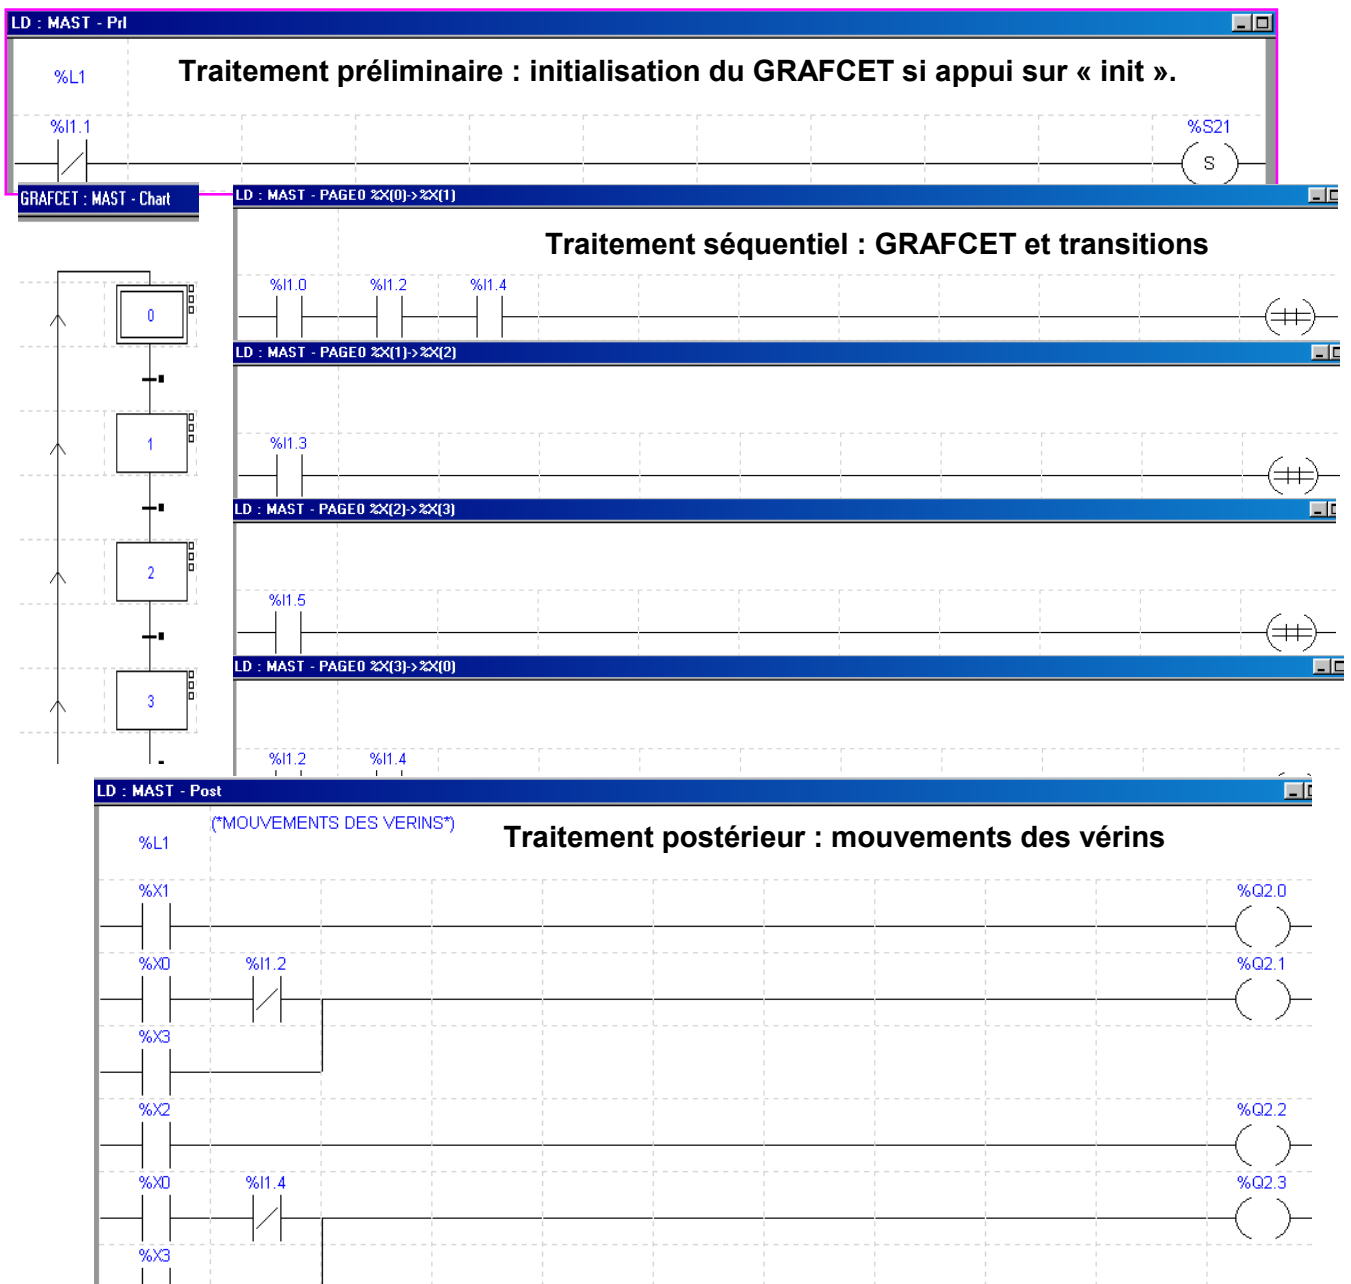 LD : MAST - Prl
Traitement préliminaire : initialisation du GRAFCET si appui sur « init ».
%L1
%I1.1
%S21
S
GRAFCET : MAST - Chart
0
1
2
3
LD : MAST - PAGE0 %X(0)->%X(1)
Traitement séquentiel : GRAFCET et transitions
%I1.0 %I1.2 %I1.4
LD : MAST - PAGE0 %X(1)->%X(2)
%I1.3
LD : MAST - PAGE0 %X(2)->%X(3)
%I1.5
LD : MAST - PAGE0 %X(3)->%X(0)
%I1.2 %I1.4
LD : MAST - Post
(*MOUVEMENTS DES VERINS*)
Traitement postérieur : mouvements des vérins
%L1
%X1 %Q2.0
%X0 %I1.2 %Q2.1
%X3
%X2 %Q2.2
%X0 %I1.4 %Q2.3
%X3